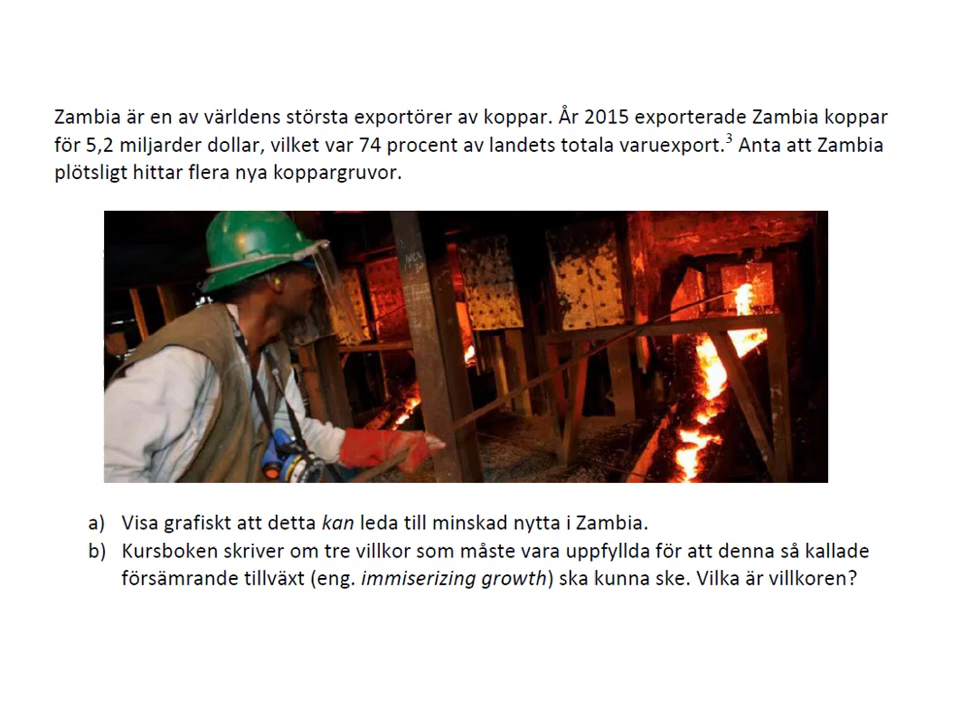 Zambia är en av världens största exportörer av koppar. År 2015 exporterade Zambia koppar
för 5,2 miljarder dollar, vilket var 74 procent av landets totala varuexport.³ Anta att Zambia
plötsligt hittar flera nya koppargruvor.
a) Visa grafiskt att detta kan leda till minskad nytta i Zambia.
b) Kursboken skriver om tre villkor som måste vara uppfyllda för att denna så kallade
försämrande tillväxt (eng. immiserizing growth) ska kunna ske. Vilka är villkoren?